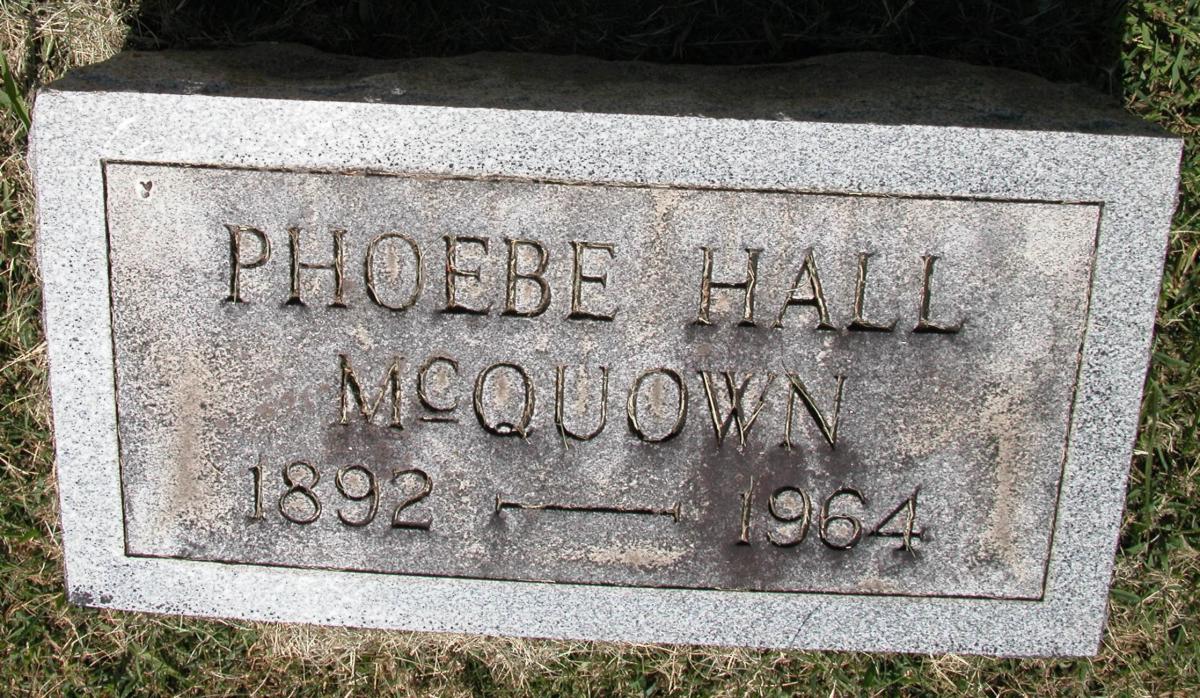 PHOEBE HALL
McQUOWN
1892 — 1964